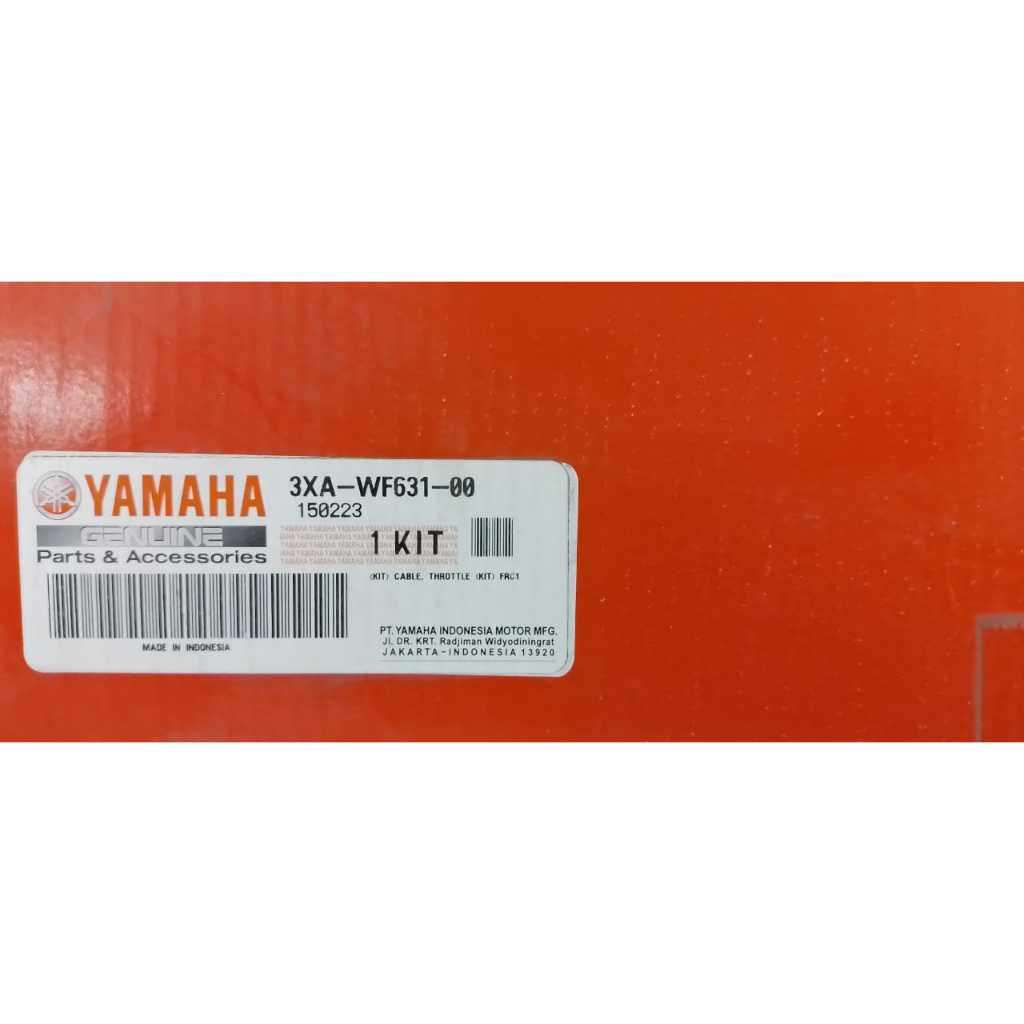 YAMAHA
GENUINE
Parts & Accessories
3XA-WF631-00
150223
1 KIT
(KIT) CABLE, THROTTLE (KIT) FRC1
MADE IN INDONESIA
PT. YAMAHA INDONESIA MOTOR MFG.
Jl. DR. KRT. Radjiman Widyodiningrat
JAKARTA-INDONESIA 13920